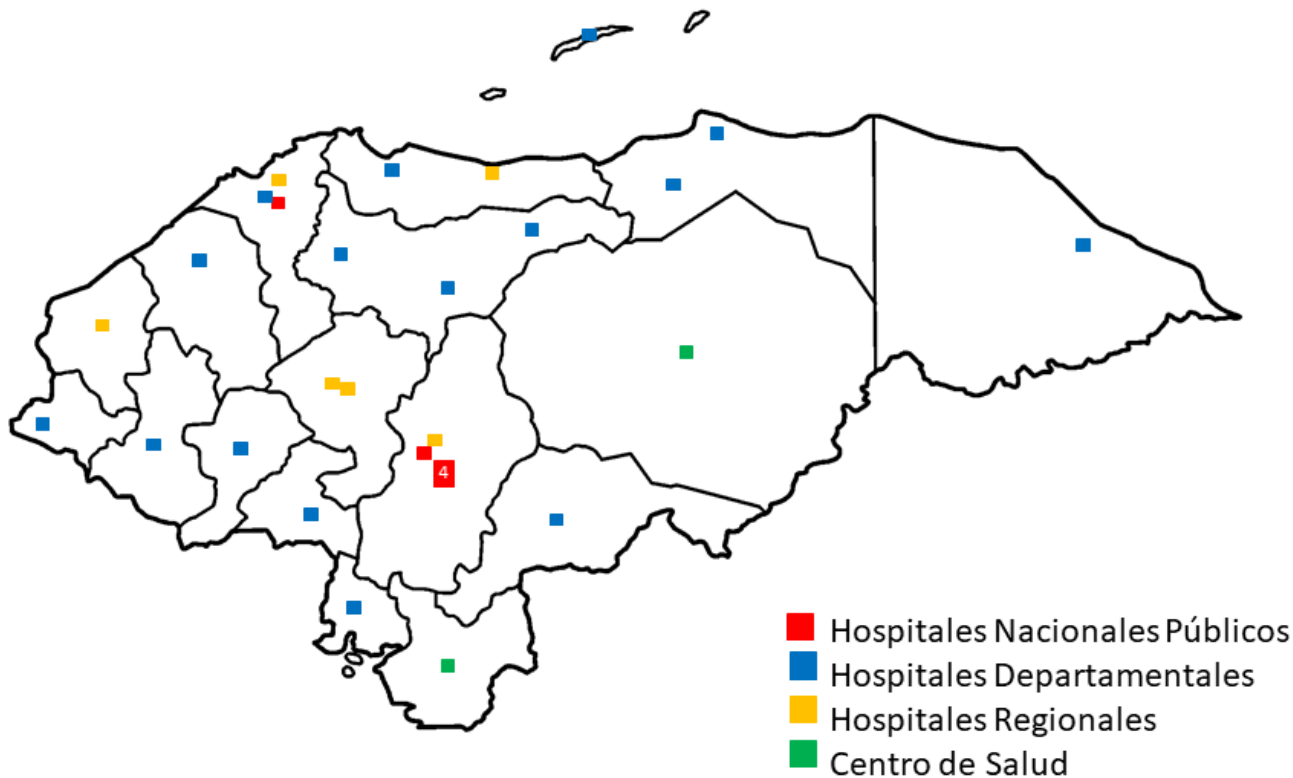 4
Hospitales Nacionales Públicos
Hospitales Departamentales
Hospitales Regionales
Centro de Salud